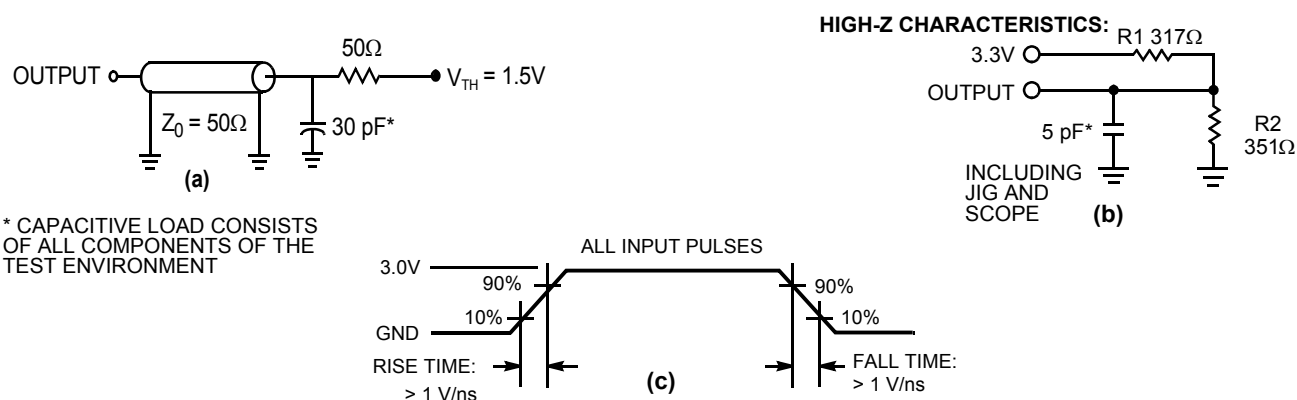 OUTPUT
50Ω
V_TH = 1.5V
Z_0 = 50Ω
30 pF*
(a)
* CAPACITIVE LOAD CONSISTS
OF ALL COMPONENTS OF THE
TEST ENVIRONMENT
HIGH-Z CHARACTERISTICS:
R1 317Ω
3.3V
OUTPUT
5 pF*
R2
351Ω
INCLUDING
JIG AND
SCOPE
(b)
ALL INPUT PULSES
3.0V
90%
90%
10%
10%
GND
RISE TIME:
> 1 V/ns
FALL TIME:
> 1 V/ns
(c)